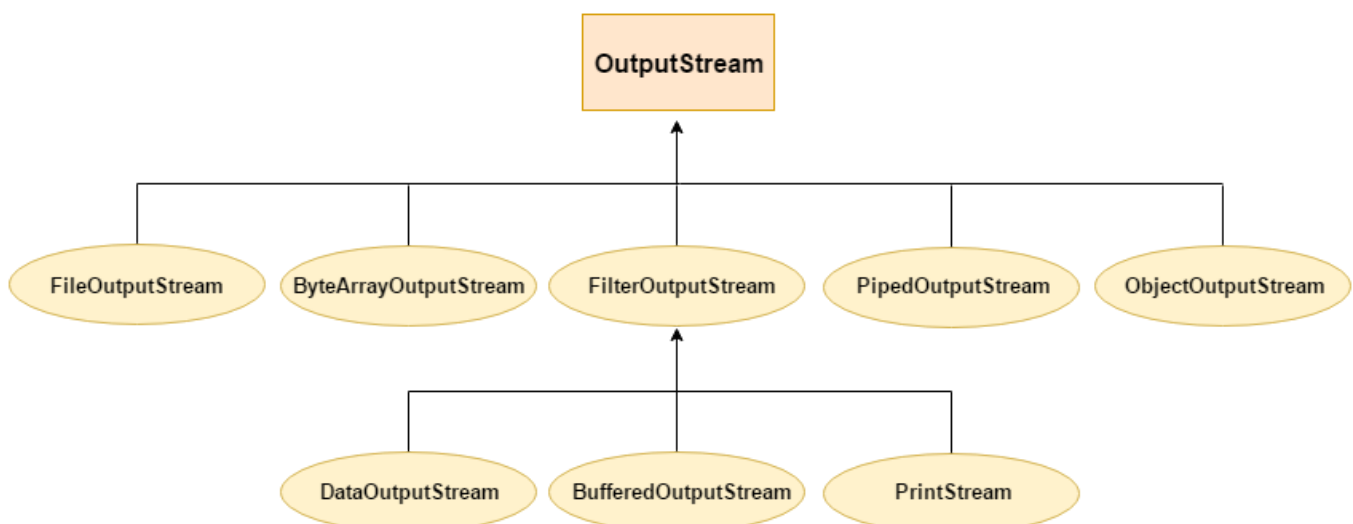 OutputStream
FileOutputStream
ByteArrayOutputStream
FilterOutputStream
PipedOutputStream
ObjectOutputStream
DataOutputStream
BufferedOutputStream
PrintStream